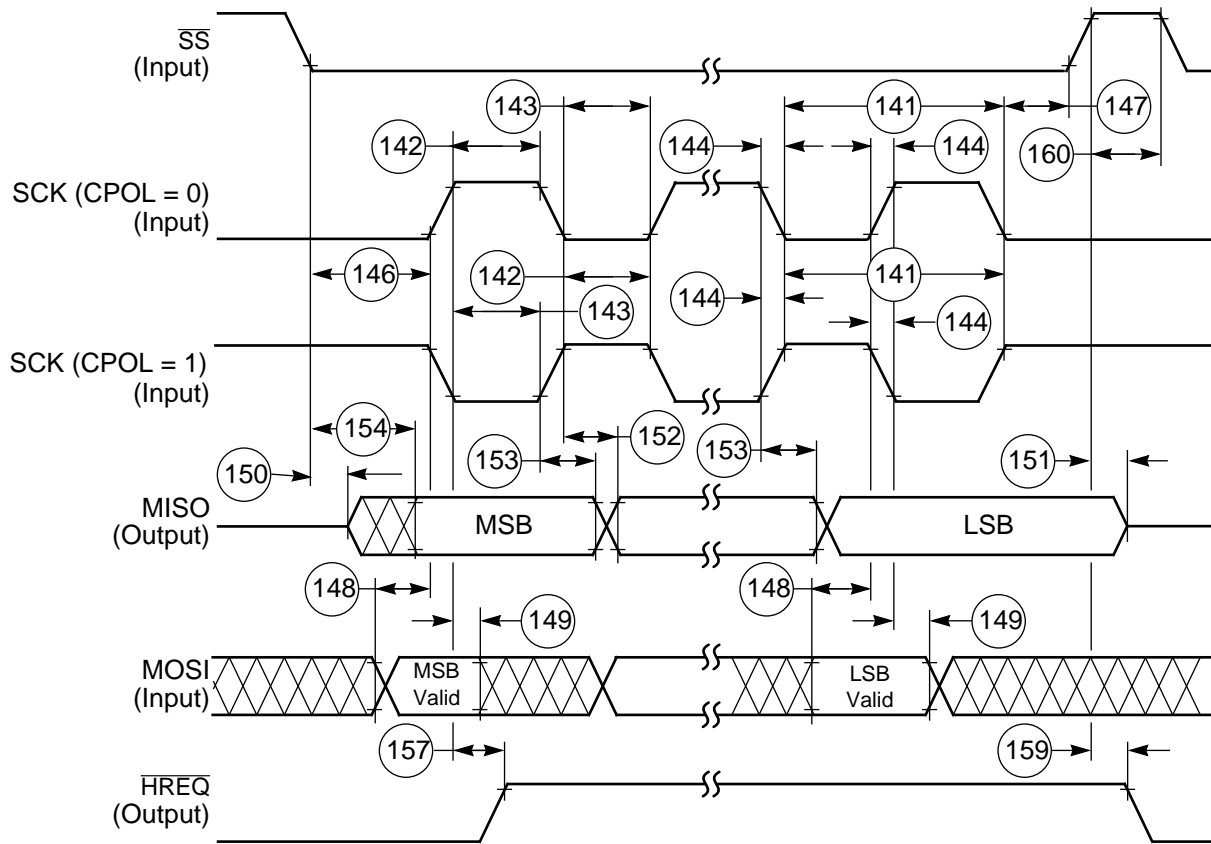 SS
(Input)
143
141
147
142
144
144
160
SCK (CPOL = 0)
(Input)
146
142
141
143
144
144
SCK (CPOL = 1)
(Input)
154
152
153
153
150
151
MISO
(Output)
MSB
LSB
148
148
149
149
MOSI
(Input)
MSB
Valid
LSB
Valid
157
159
HREQ
(Output)